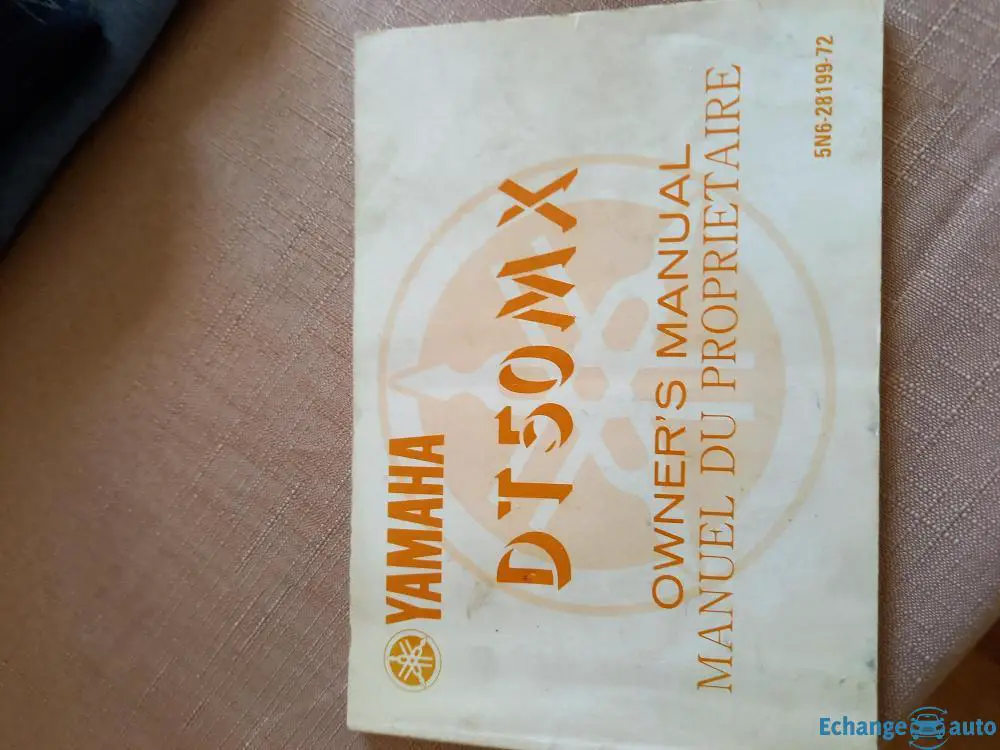 YAMAHA
DT50MX
OWNER'S MANUAL
MANUEL DU PROPRIETAIRE
5N6-28199-72
Echange auto